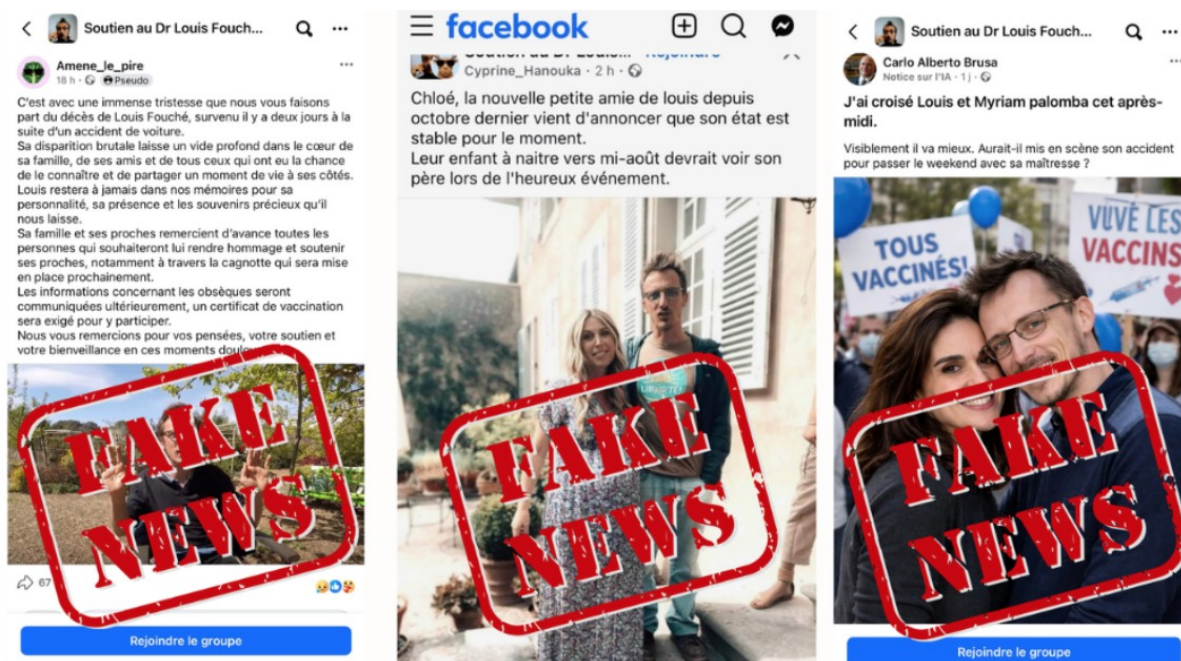 Soutien au Dr Louis Fouch...
Amene_le_pire
18 h · Pseudo
C'est avec une immense tristesse que nous vous faisons
part du décès de Louis Fouché, survenu il y a deux jours à la
suite d'un accident de voiture.
Sa disparition brutale laisse un vide profond dans le cœur de
sa famille, de ses amis et de tous ceux qui ont eu la chance
de le connaître et de partager un moment de vie à ses côtés.
Louis restera à jamais dans nos mémoires pour sa
personnalité, sa présence et les souvenirs précieux qu'il
nous laisse.
Sa famille et ses proches remercient d'avance toutes les
personnes qui souhaiteront lui rendre hommage et soutenir
ses proches, notamment à travers la cagnotte qui sera mise
en place prochainement.
Les informations concernant les obsèques seront
communiquées ultérieurement, un certificat de vaccination
sera exigé pour y participer.
Nous vous remercions pour vos pensées, votre soutien et
votre bienveillance en ces moments
FAKE
NEWS
67
Rejoindre le groupe
facebook
Soutien au Dr Louis... Rejoindre
Cyprine_Hanouka · 2 h ·
Chloé, la nouvelle petite amie de louis depuis
octobre dernier vient d'annoncer que son état est
stable pour le moment.
Leur enfant à naitre vers mi-août devrait voir son
père lors de l'heureux événement.
FAKE
NEWS
Soutien au Dr Louis Fouch...
Carlo Alberto Brusa
Notice sur l'IA · 1 j ·
J'ai croisé Louis et Myriam palomba cet après-
midi.
Visiblement il va mieux. Aurait-il mis en scène son accident
pour passer le weekend avec sa maîtresse ?
TOUS
VACCINÉS!
VUVÉ LES
VACCINS
FAKE
NEWS
Rejoindre le groupe